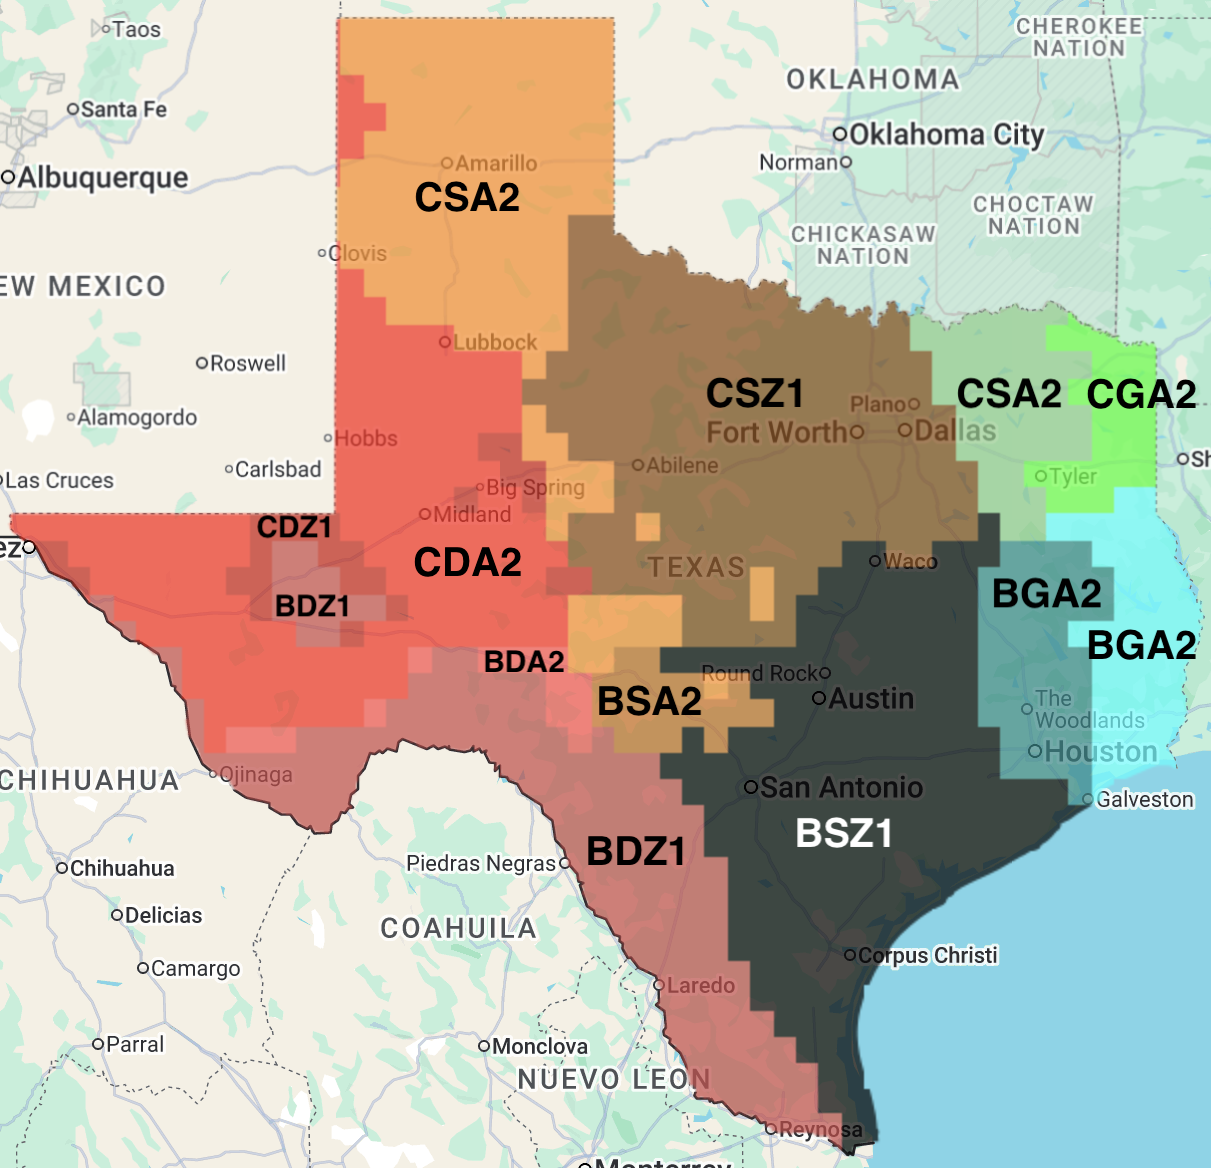 Taos
CHEROKEE
NATION
OKLAHOMA
Santa Fe
Oklahoma City
Norman
Amarillo
Albuquerque
CSA2
CHOCTAW
NATION
CHICKASAW
NATION
Clovis
EW MEXICO
Lubbock
Roswell
CSZ1
CSA2
CGA2
Plano
Alamogordo
Fort Worth
Dallas
Hobbs
Abilene
Sh
Carlsbad
Tyler
Las Cruces
Big Spring
Midland
CDZ1
ez
CDA2
TEXAS
Waco
BGA2
BDZ1
BGA2
BDA2
Round Rock
BSA2
Austin
The
Woodlands
Houston
CHIHUAHUA
Ojinaga
San Antonio
Galveston
BSZ1
BDZ1
Piedras Negras
Chihuahua
Delicias
COAHUILA
Corpus Christi
Camargo
Laredo
Parral
Monclova
NUEVO LEON
Reynosa
Monterrey